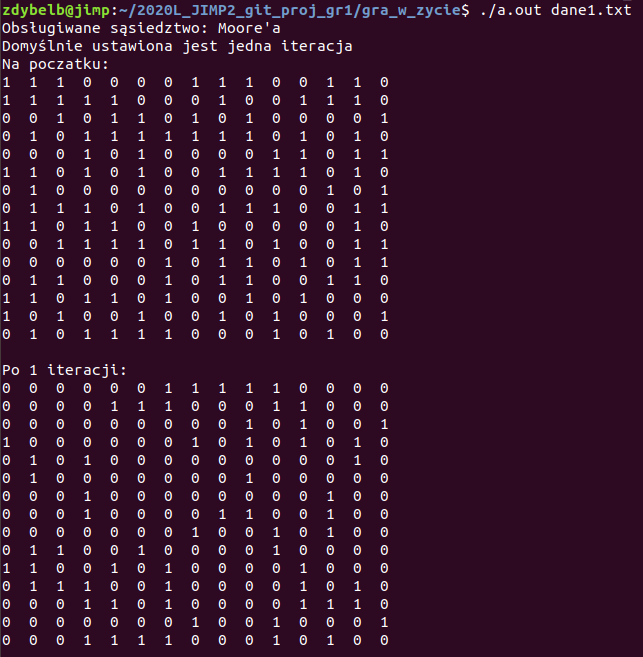 zdybelb@jimp:~/2020L_JIMP2_git_proj_gr1/gra_w_zycie$ ./a.out dane1.txt
Obsługiwane sąsiedztwo: Moore'a
Domyślnie ustawiona jest jedna iteracja
Na poczatku:
1 1 1 0 0 0 0 1 1 1 0 0 1 1 0
1 1 1 1 1 0 0 0 1 0 0 1 1 1 0
0 0 1 0 1 1 0 1 0 1 0 0 0 0 1
0 1 0 1 1 1 1 1 1 1 0 1 0 1 0
0 0 0 1 0 1 0 0 0 0 1 1 0 1 1
1 1 0 1 0 1 0 0 1 1 1 1 0 1 0
0 1 0 0 0 0 0 0 0 0 0 0 1 0 1
0 1 1 1 0 1 0 0 1 1 1 0 0 1 1
1 1 0 1 1 0 0 1 0 0 0 0 0 1 0
0 0 1 1 1 1 0 1 1 0 1 0 0 1 1
0 0 0 0 0 0 1 0 1 1 0 1 0 1 1
0 1 1 0 0 0 1 0 1 1 0 0 1 1 0
1 1 0 1 1 0 1 0 0 1 0 1 0 0 0
1 0 1 0 0 1 0 0 1 0 1 0 0 0 1
0 1 0 1 1 1 1 0 0 0 1 0 1 0 0
Po 1 iteracji:
0 0 0 0 0 0 1 1 1 1 1 0 0 0 0
0 0 0 0 1 1 1 0 0 0 1 1 0 0 0
0 0 0 0 0 0 0 0 0 1 0 1 0 0 1
1 0 0 0 0 0 0 1 0 1 0 1 0 1 0
0 1 0 1 0 0 0 0 0 0 0 0 0 1 0
0 1 0 0 0 0 0 0 0 1 0 0 0 0 0
0 0 0 1 0 0 0 0 0 0 0 0 1 0 0
0 0 0 1 0 0 0 0 1 1 0 0 1 0 0
0 0 0 0 0 0 0 1 0 0 1 0 1 0 0
0 1 1 0 0 1 0 0 0 0 1 0 0 0 0
1 1 0 0 1 0 1 0 0 0 0 1 0 0 0
0 1 1 1 0 0 1 0 0 0 0 1 0 1 0
0 0 0 1 1 0 1 0 0 0 0 1 1 1 0
0 0 0 0 0 0 0 1 0 0 1 0 0 0 1
0 0 0 1 1 1 1 0 0 0 1 0 1 0 0